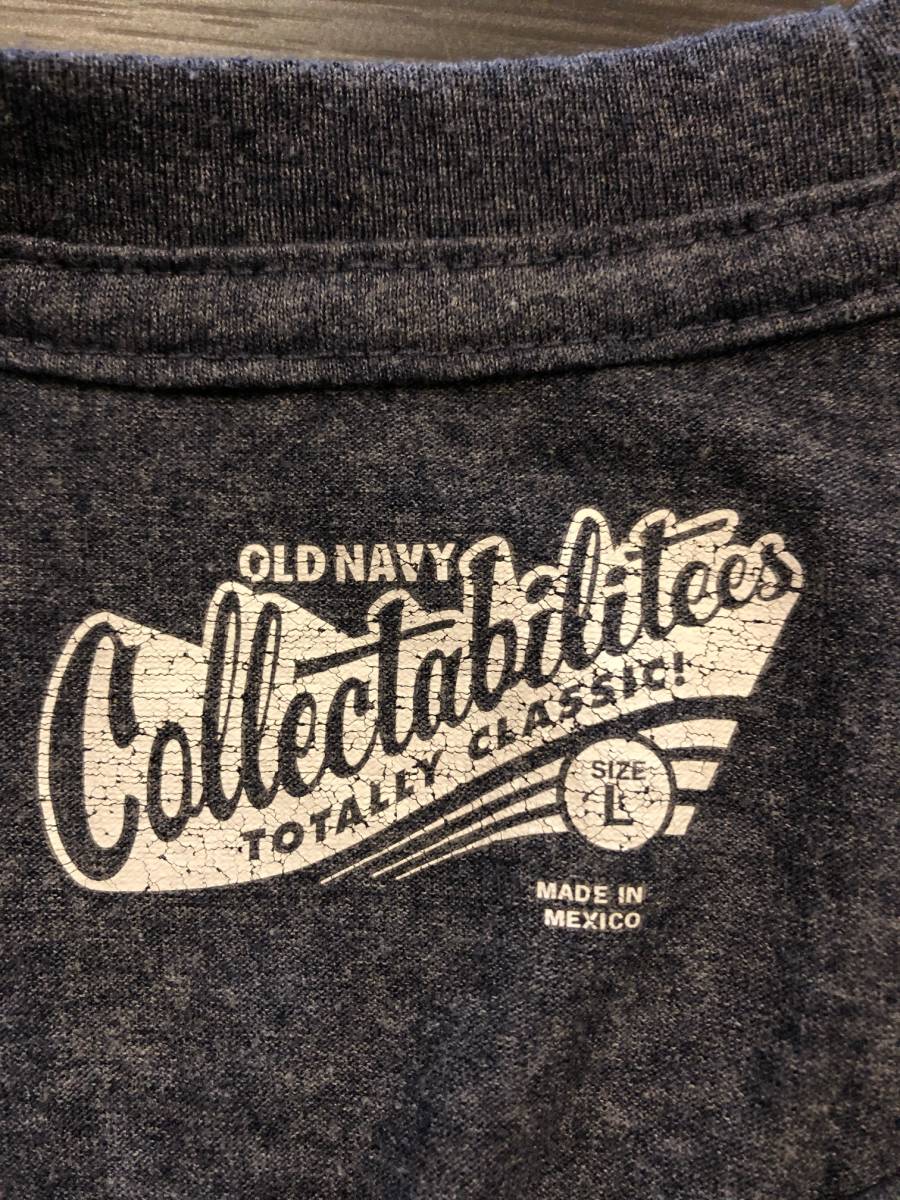 OLD NAVY
Collectabilitees
TOTALLY CLASSIC!
SIZE
L
MADE IN
MEXICO